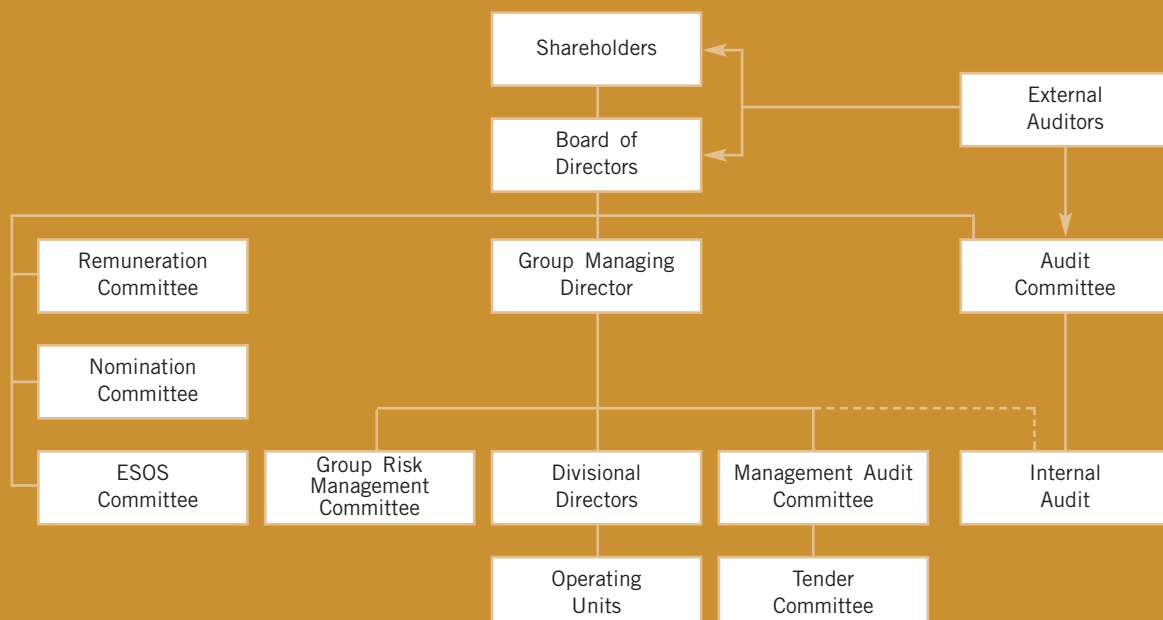 Shareholders
External
Auditors
Board of
Directors
Remuneration
Committee
Group Managing
Director
Audit
Committee
Nomination
Committee
ESOS
Committee
Group Risk
Management
Committee
Divisional
Directors
Management Audit
Committee
Internal
Audit
Operating
Units
Tender
Committee